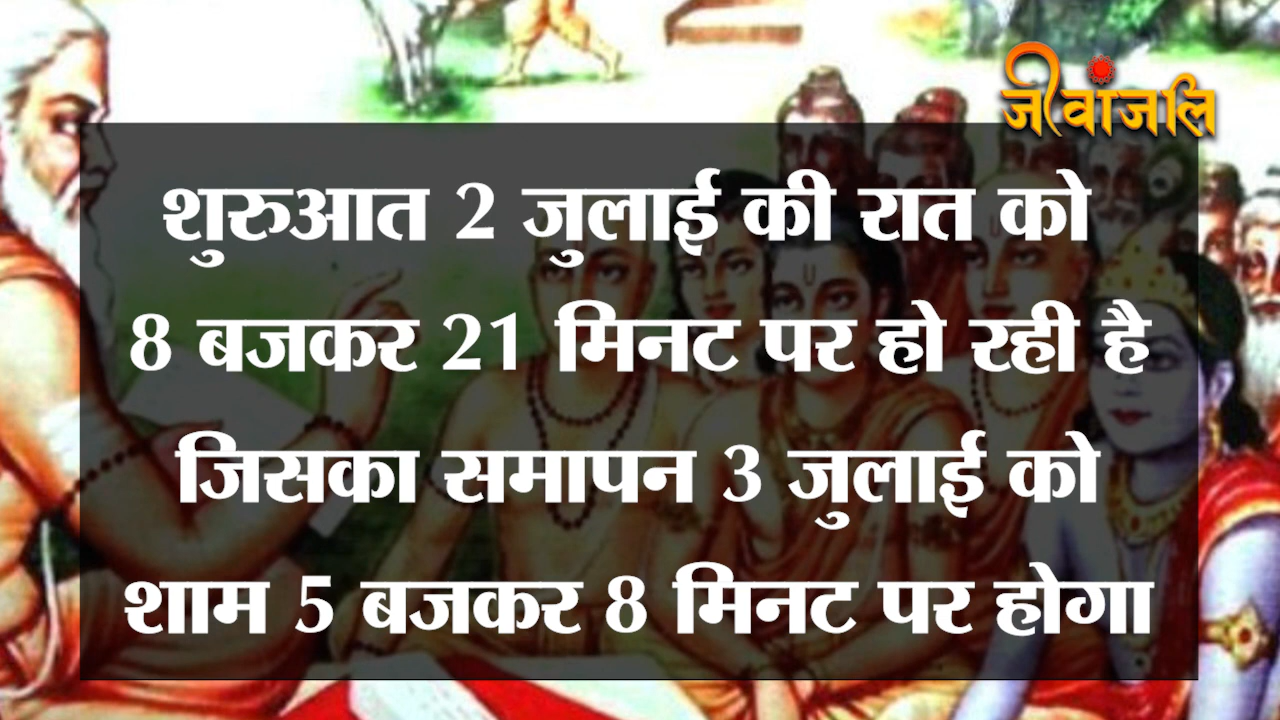 जीवांजलि
शुरुआत 2 जुलाई की रात को
8 बजकर 21 मिनट पर हो रही है
जिसका समापन 3 जुलाई को
शाम 5 बजकर 8 मिनट पर होगा